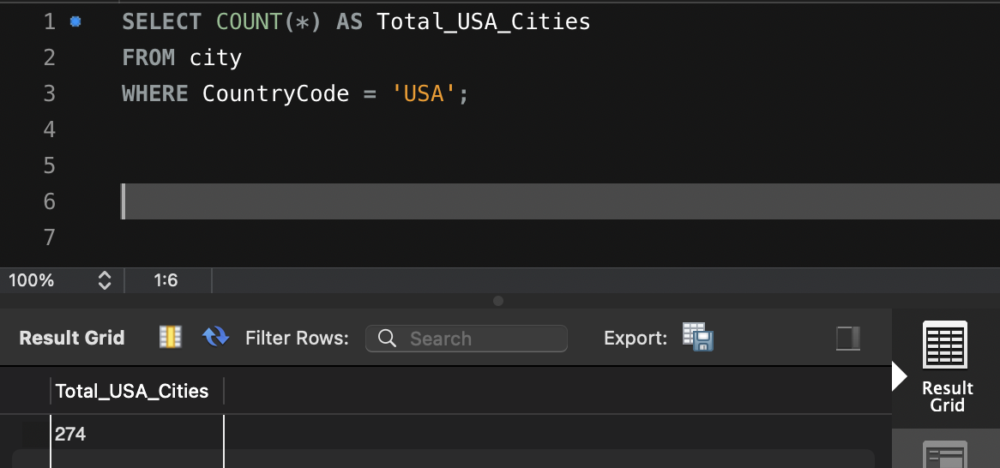 1 SELECT COUNT(*) AS Total_USA_Cities
2 FROM city
3 WHERE CountryCode = 'USA';
4
5
6
7
100% 1:6
Result Grid Filter Rows: Search Export:
Result
Grid
Total_USA_Cities
274